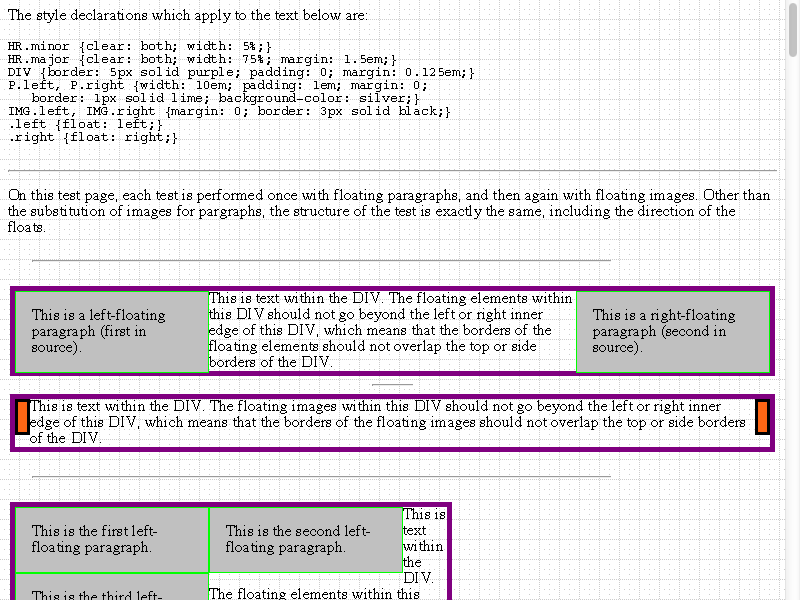 The style declarations which apply to the text below are:
HR.minor {clear: both; width: 5%;}
HR.major {clear: both; width: 75%; margin: 1.5em;}
DIV {border: 5px solid purple; padding: 0; margin: 0.125em;}
P.left, P.right {width: 10em; padding: 1em; margin: 0;
border: 1px solid lime; background-color: silver;}
IMG.left, IMG.right {margin: 0; border: 3px solid black;}
.left {float: left;}
.right {float: right;}
On this test page, each test is performed once with floating paragraphs, and then again with floating images. Other than
the substitution of images for pargraphs, the structure of the test is exactly the same, including the direction of the
floats.
This is a left-floating
paragraph (first in
source).
This is text within the DIV. The floating elements within
this DIV should not go beyond the left or right inner
edge of this DIV, which means that the borders of the
floating elements should not overlap the top or side
borders of the DIV.
This is a right-floating
paragraph (second in
source).
This is text within the DIV. The floating images within this DIV should not go beyond the left or right inner
edge of this DIV, which means that the borders of the floating images should not overlap the top or side borders
of the DIV.
This is the first left-
floating paragraph.
This is the second left-
floating paragraph.
This is
text
within
the
DIV.
This is the third left-
The floating elements within this